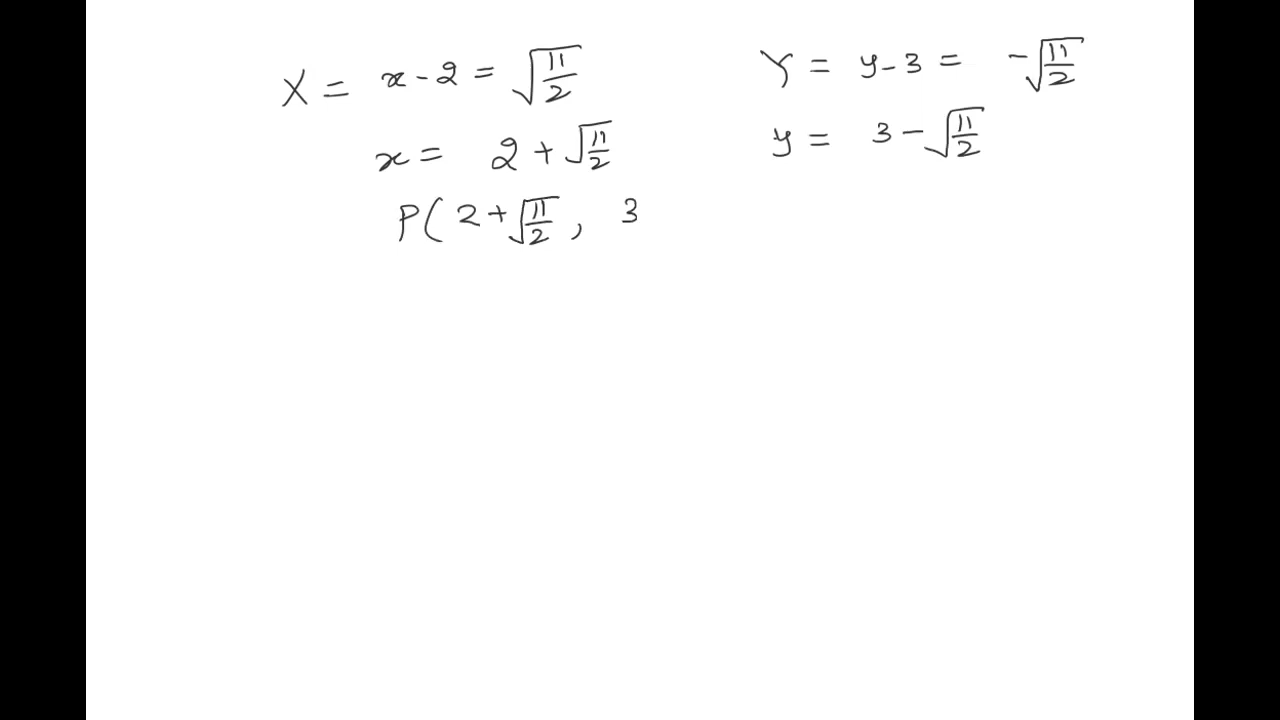 X = x - 2 = √(11/2) Y = y - 3 = -√(11/2)
x = 2 + √(11/2) y = 3 - √(11/2)
P(2 + √(11/2), 3